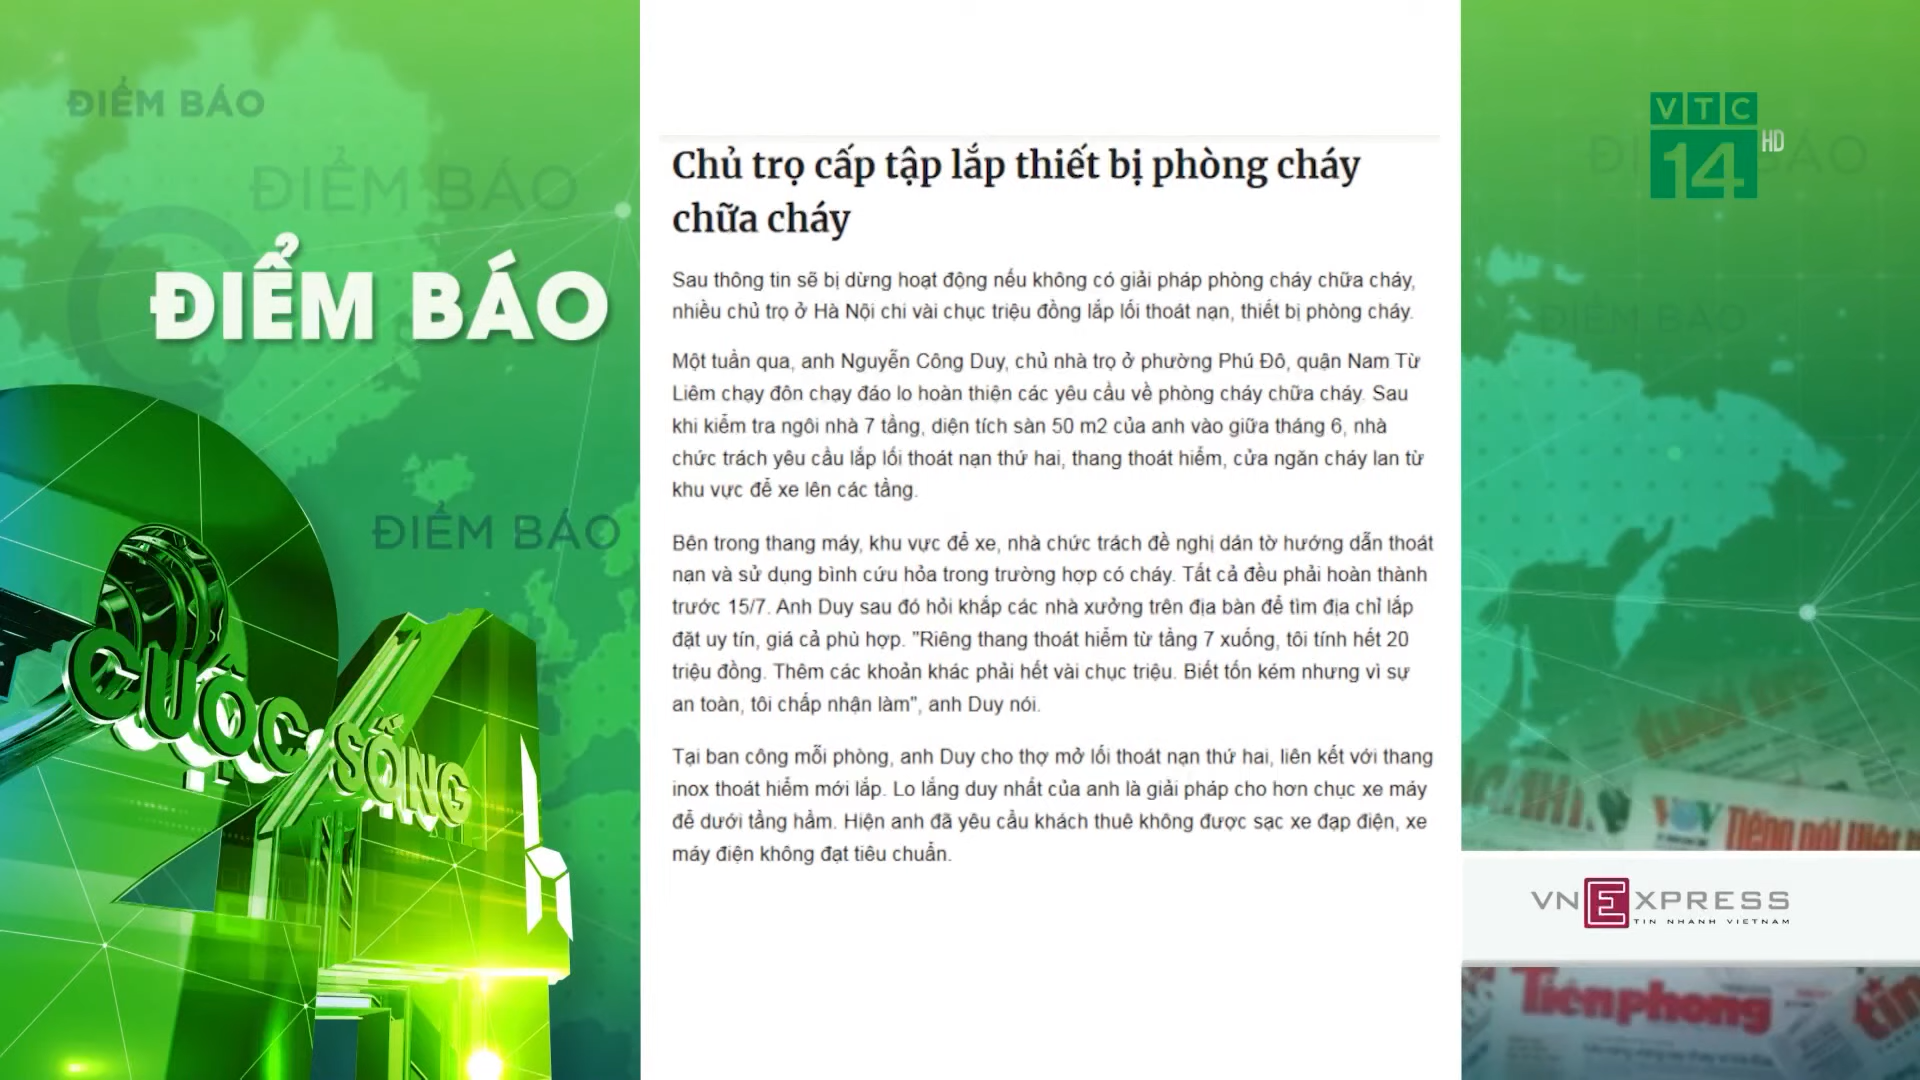 ĐIỂM BÁO
ĐIỂM BÁO
ĐIỂM BÁO
ĐIỂM BÁO
CUỘC SỐNG
24h
Chủ trọ cấp tập lắp thiết bị phòng cháy
chữa cháy
Sau thông tin sẽ bị dừng hoạt động nếu không có giải pháp phòng cháy chữa cháy,
nhiều chủ trọ ở Hà Nội chi vài chục triệu đồng lắp lối thoát nạn, thiết bị phòng cháy.
Một tuần qua, anh Nguyễn Công Duy, chủ nhà trọ ở phường Phú Đô, quận Nam Từ
Liêm chạy đôn chạy đáo lo hoàn thiện các yêu cầu về phòng cháy chữa cháy. Sau
khi kiểm tra ngôi nhà 7 tầng, diện tích sàn 50 m2 của anh vào giữa tháng 6, nhà
chức trách yêu cầu lắp lối thoát nạn thứ hai, thang thoát hiểm, cửa ngăn cháy lan từ
khu vực để xe lên các tầng.
Bên trong thang máy, khu vực để xe, nhà chức trách đề nghị dán tờ hướng dẫn thoát
nạn và sử dụng bình cứu hỏa trong trường hợp có cháy. Tất cả đều phải hoàn thành
trước 15/7. Anh Duy sau đó hỏi khắp các nhà xưởng trên địa bàn để tìm địa chỉ lắp
đặt uy tín, giá cả phù hợp. "Riêng thang thoát hiểm từ tầng 7 xuống, tôi tính hết 20
triệu đồng. Thêm các khoản khác phải hết vài chục triệu. Biết tốn kém nhưng vì sự
an toàn, tôi chấp nhận làm", anh Duy nói.
Tại ban công mỗi phòng, anh Duy cho thợ mở lối thoát nạn thứ hai, liên kết với thang
inox thoát hiểm mới lắp. Lo lắng duy nhất của anh là giải pháp cho hơn chục xe máy
để dưới tầng hầm. Hiện anh đã yêu cầu khách thuê không được sạc xe đạp điện, xe
máy điện không đạt tiêu chuẩn.
VTC
14 HD
ĐIỂM BÁO
VOV Tiếng nói Việt
VNEXPRESS
TIN NHANH VIETNAM
Tiền phong